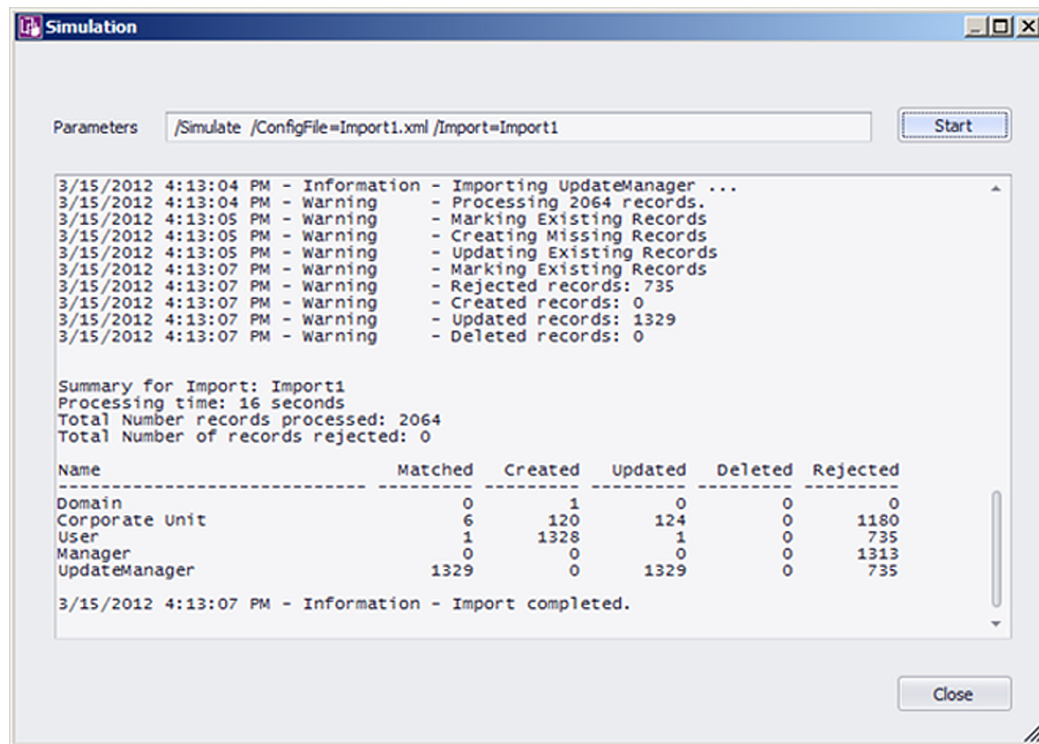 Simulation
Parameters /Simulate /ConfigFile=Import1.xml /Import=Import1 Start
3/15/2012 4:13:04 PM - Information - Importing UpdateManager ...
3/15/2012 4:13:04 PM - Warning - Processing 2064 records.
3/15/2012 4:13:05 PM - Warning - Marking Existing Records
3/15/2012 4:13:05 PM - Warning - Creating Missing Records
3/15/2012 4:13:05 PM - Warning - Updating Existing Records
3/15/2012 4:13:07 PM - Warning - Marking Existing Records
3/15/2012 4:13:07 PM - Warning - Rejected records: 735
3/15/2012 4:13:07 PM - Warning - Created records: 0
3/15/2012 4:13:07 PM - Warning - Updated records: 1329
3/15/2012 4:13:07 PM - Warning - Deleted records: 0
Summary for Import: Import1
Processing time: 16 seconds
Total Number records processed: 2064
Total Number of records rejected: 0
Name Matched Created Updated Deleted Rejected
----------------------------- --------- --------- --------- --------- ---------
Domain 0 1 0 0 0
Corporate Unit 6 120 124 0 1180
User 1 1328 1 0 735
Manager 0 0 0 0 1313
UpdateManager 1329 0 1329 0 735
3/15/2012 4:13:07 PM - Information - Import completed.
Close